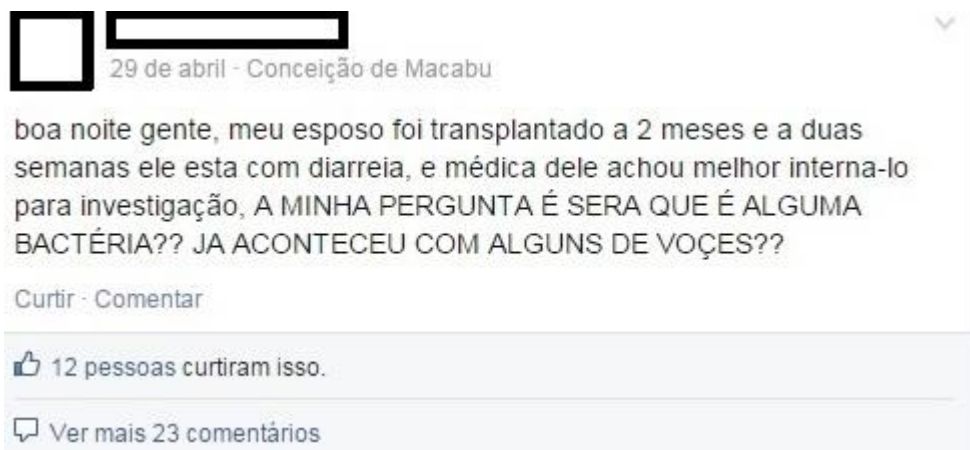 29 de abril · Conceição de Macabu
boa noite gente, meu esposo foi transplantado a 2 meses e a duas
semanas ele esta com diarreia, e médica dele achou melhor interna-lo
para investigação, A MINHA PERGUNTA É SERA QUE É ALGUMA
BACTÉRIA?? JA ACONTECEU COM ALGUNS DE VOÇES??
Curtir · Comentar
12 pessoas curtiram isso.
Ver mais 23 comentários